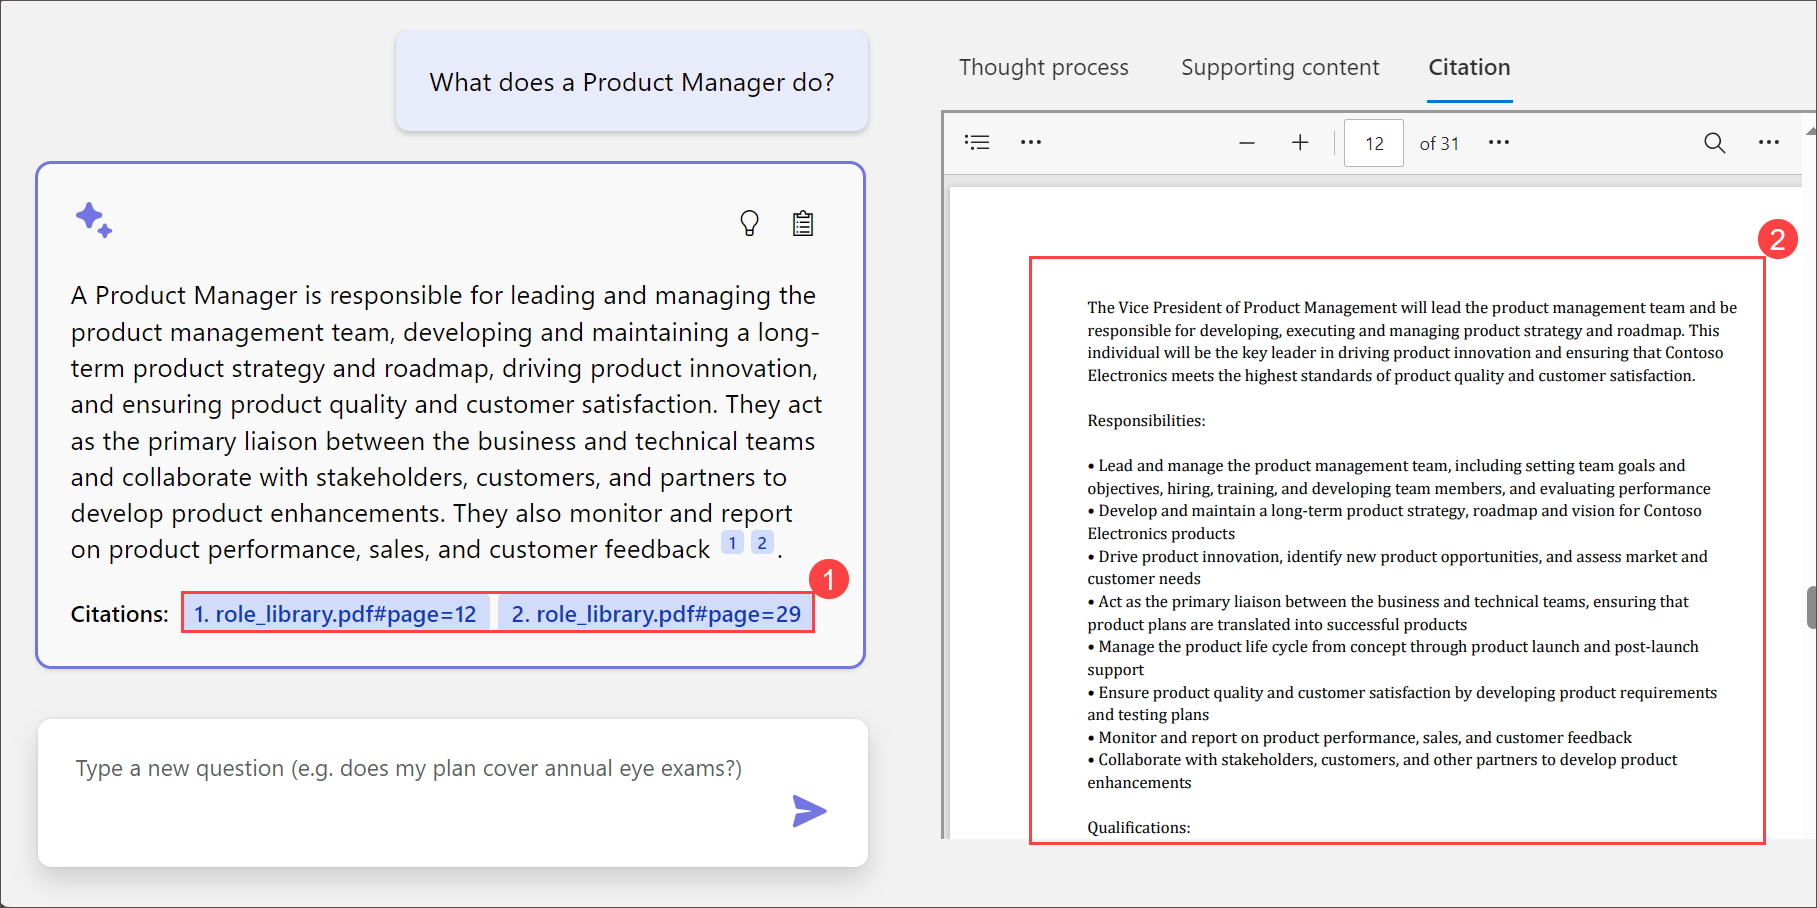 What does a Product Manager do?
A Product Manager is responsible for leading and managing the
product management team, developing and maintaining a long-
term product strategy and roadmap, driving product innovation,
and ensuring product quality and customer satisfaction. They act
as the primary liaison between the business and technical teams
and collaborate with stakeholders, customers, and partners to
develop product enhancements. They also monitor and report
on product performance, sales, and customer feedback 1 2 .
1
Citations: 1. role_library.pdf#page=12 2. role_library.pdf#page=29
Type a new question (e.g. does my plan cover annual eye exams?)
Thought process Supporting content Citation
12 of 31
2
The Vice President of Product Management will lead the product management team and be
responsible for developing, executing and managing product strategy and roadmap. This
individual will be the key leader in driving product innovation and ensuring that Contoso
Electronics meets the highest standards of product quality and customer satisfaction.
Responsibilities:
• Lead and manage the product management team, including setting team goals and
objectives, hiring, training, and developing team members, and evaluating performance
• Develop and maintain a long-term product strategy, roadmap and vision for Contoso
Electronics products
• Drive product innovation, identify new product opportunities, and assess market and
customer needs
• Act as the primary liaison between the business and technical teams, ensuring that
product plans are translated into successful products
• Manage the product life cycle from concept through product launch and post-launch
support
• Ensure product quality and customer satisfaction by developing product requirements
and testing plans
• Monitor and report on product performance, sales, and customer feedback
• Collaborate with stakeholders, customers, and other partners to develop product
enhancements
Qualifications: